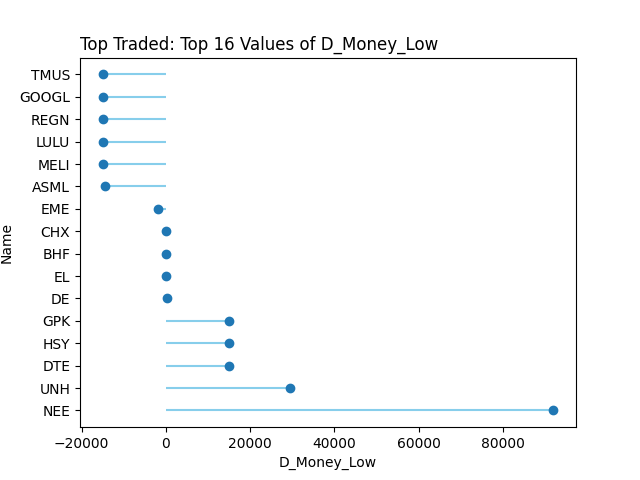 Top Traded: Top 16 Values of D_Money_Low
TMUS
GOOGL
REGN
LULU
MELI
ASML
EME
CHX
BHF
EL
DE
GPK
HSY
DTE
UNH
NEE
Name
−20000 0 20000 40000 60000 80000
D_Money_Low